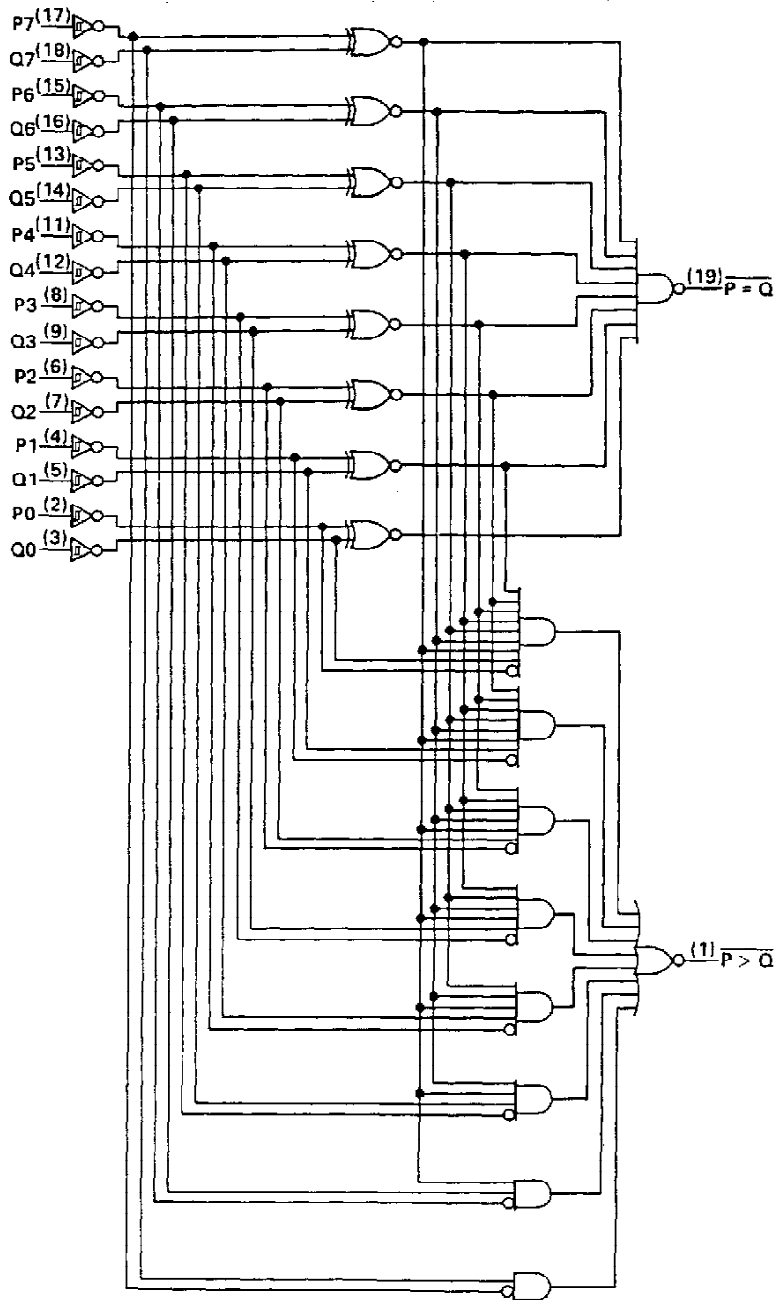 P7 (17)
Q7 (18)
P6 (15)
Q6 (16)
P5 (13)
Q5 (14)
P4 (11)
Q4 (12)
P3 (8)
Q3 (9)
P2 (6)
Q2 (7)
P1 (4)
Q1 (5)
P0 (2)
Q0 (3)
(19) P = Q
(1) P > Q